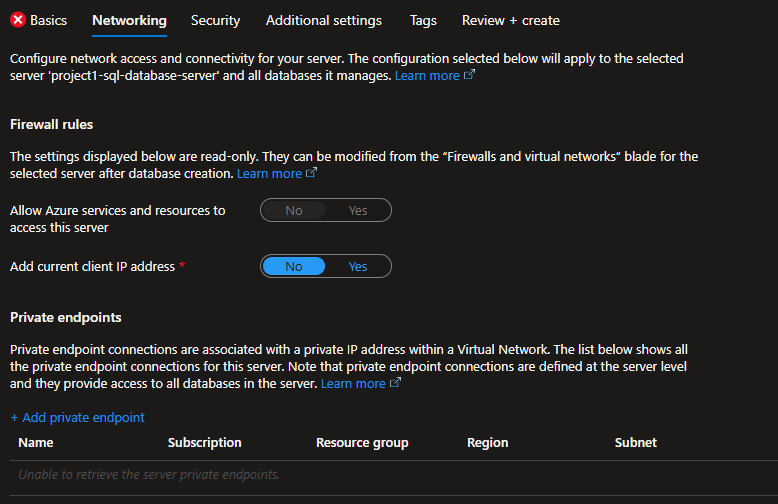 Basics Networking Security Additional settings Tags Review + create
Configure network access and connectivity for your server. The configuration selected below will apply to the selected
server 'project1-sql-database-server' and all databases it manages. Learn more
Firewall rules
The settings displayed below are read-only. They can be modified from the “Firewalls and virtual networks” blade for the
selected server after database creation. Learn more
Allow Azure services and resources to No Yes
access this server
Add current client IP address * No Yes
Private endpoints
Private endpoint connections are associated with a private IP address within a Virtual Network. The list below shows all
the private endpoint connections for this server. Note that private endpoint connections are defined at the server level
and they provide access to all databases in the server. Learn more
+ Add private endpoint
Name Subscription Resource group Region Subnet
Unable to retrieve the server private endpoints.